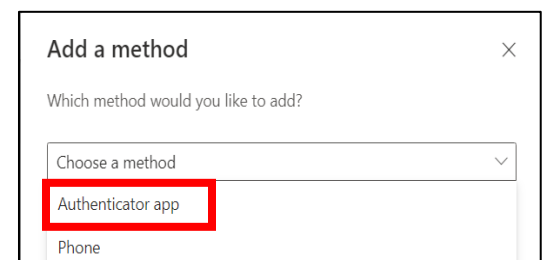 Add a method
Which method would you like to add?
Choose a method
Authenticator app
Phone